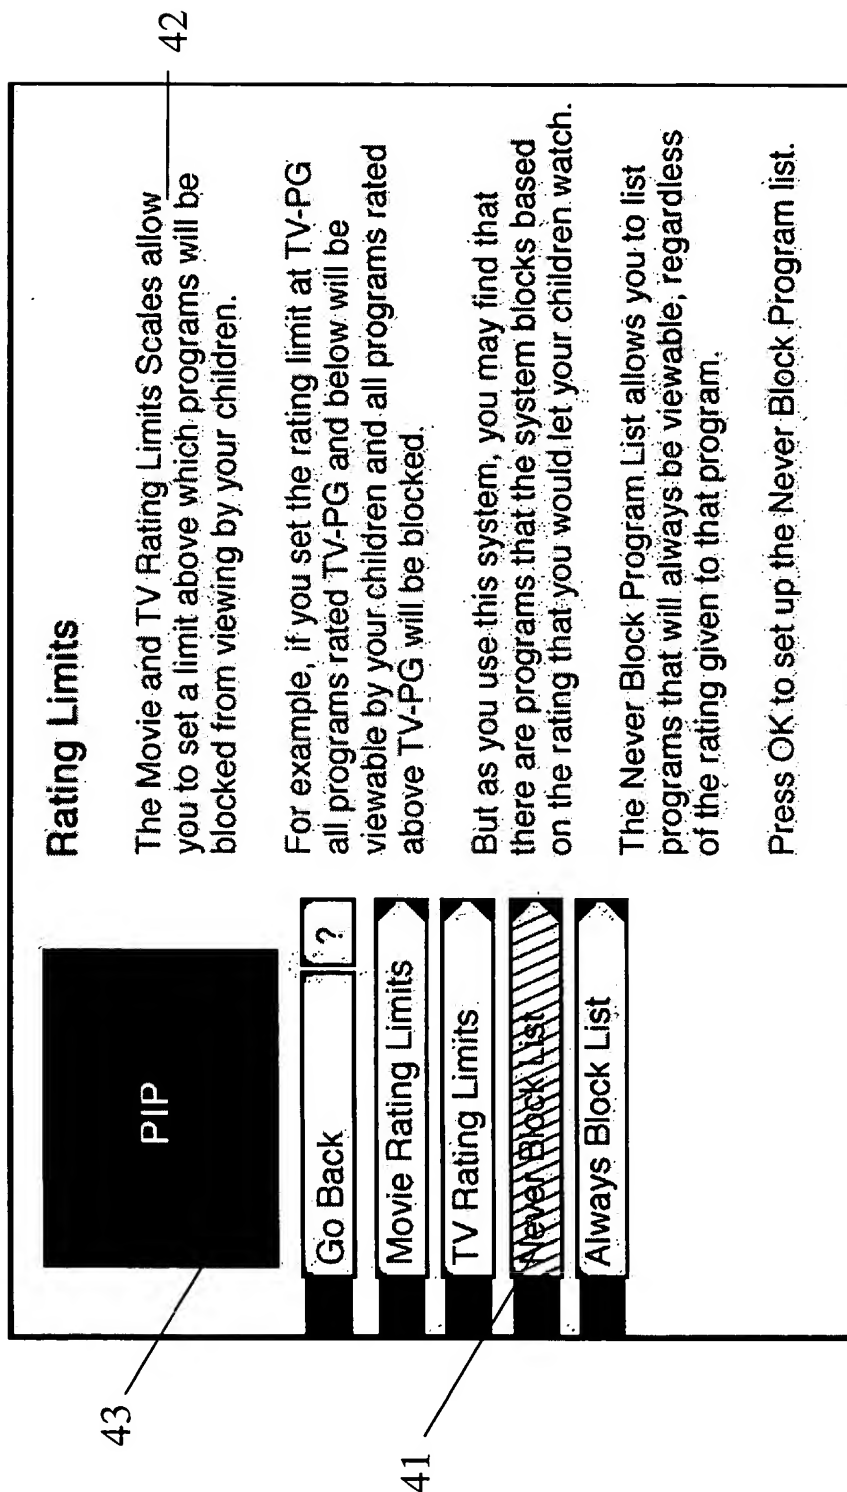 43
PIP
Go Back ?
Movie Rating Limits
TV Rating Limits
Never Block List
Always Block List
41
Rating Limits
The Movie and TV Rating Limits Scales allow
you to set a limit above which programs will be
blocked from viewing by your children.
42
For example, if you set the rating limit at TV-PG
all programs rated TV-PG and below will be
viewable by your children and all programs rated
above TV-PG will be blocked.
But as you use this system, you may find that
there are programs that the system blocks based
on the rating that you would let your children watch.
The Never Block Program List allows you to list
programs that will always be viewable, regardless
of the rating given to that program.
Press OK to set up the Never Block Program list.